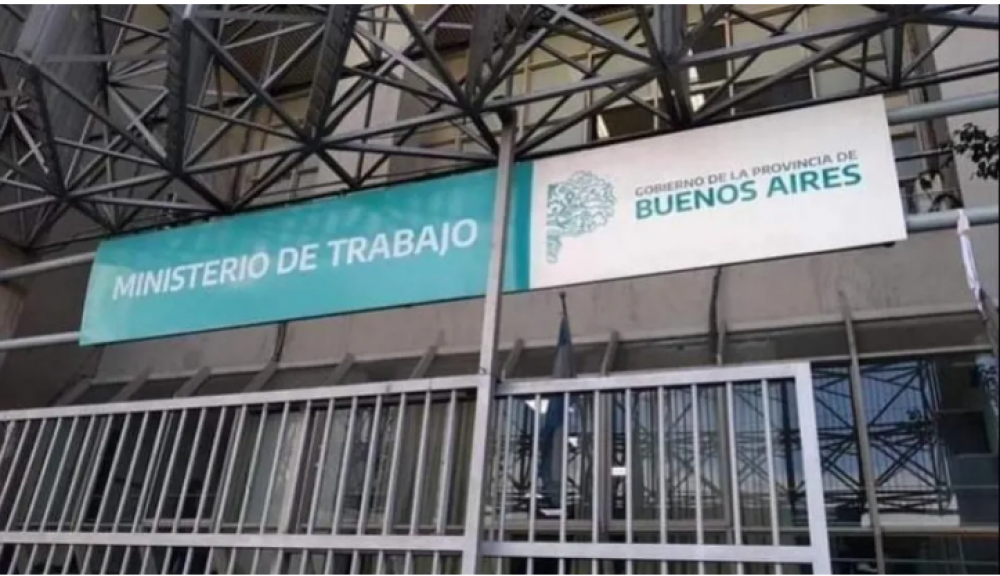 MINISTERIO DE TRABAJO
GOBIERNO DE LA PROVINCIA DE
BUENOS AIRES